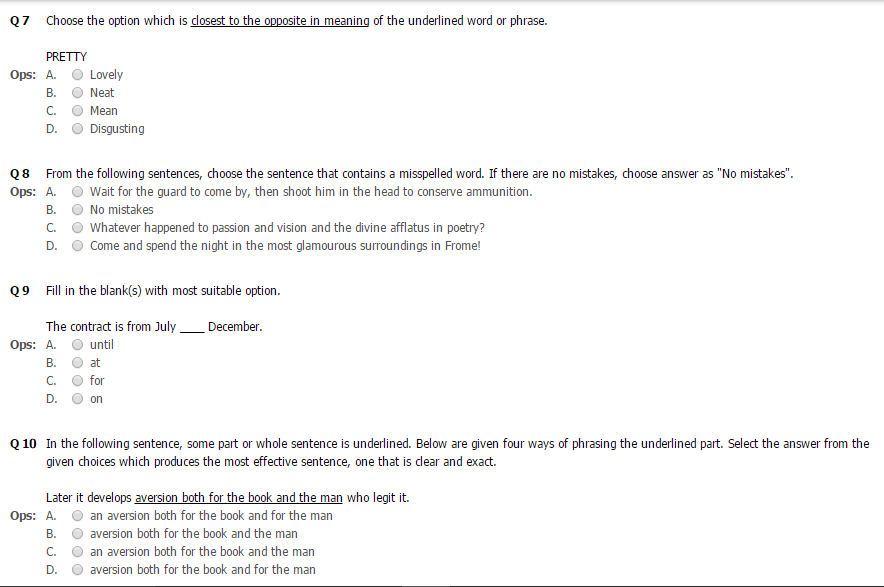 Q 7 Choose the option which is closest to the opposite in meaning of the underlined word or phrase.
PRETTY
Ops: A. Lovely
B. Neat
C. Mean
D. Disgusting
Q 8 From the following sentences, choose the sentence that contains a misspelled word. If there are no mistakes, choose answer as "No mistakes".
Ops: A. Wait for the guard to come by, then shoot him in the head to conserve ammunition.
B. No mistakes
C. Whatever happened to passion and vision and the divine afflatus in poetry?
D. Come and spend the night in the most glamourous surroundings in Frome!
Q 9 Fill in the blank(s) with most suitable option.
The contract is from July ____ December.
Ops: A. until
B. at
C. for
D. on
Q 10 In the following sentence, some part or whole sentence is underlined. Below are given four ways of phrasing the underlined part. Select the answer from the
given choices which produces the most effective sentence, one that is clear and exact.
Later it develops aversion both for the book and the man who legit it.
Ops: A. an aversion both for the book and for the man
B. aversion both for the book and the man
C. an aversion both for the book and the man
D. aversion both for the book and for the man